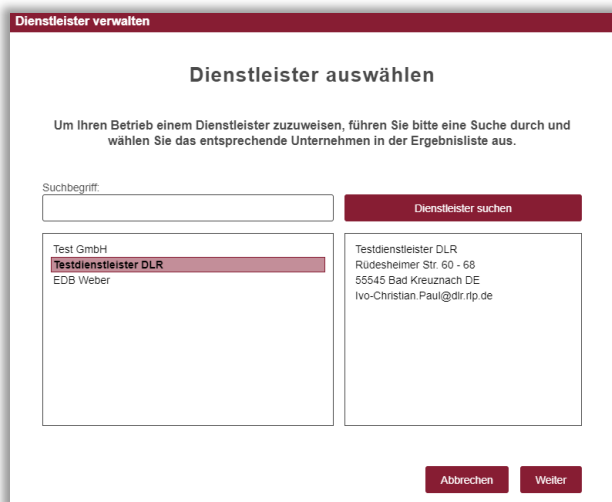 Dienstleister verwalten
Dienstleister auswählen
Um Ihren Betrieb einem Dienstleister zuzuweisen, führen Sie bitte eine Suche durch und
wählen Sie das entsprechende Unternehmen in der Ergebnisliste aus.
Suchbegriff:
Dienstleister suchen
Test GmbH
Testdienstleister DLR
EDB Weber
Testdienstleister DLR
Rüdesheimer Str. 60 - 68
55545 Bad Kreuznach DE
Ivo-Christian.Paul@dlr.rlp.de
Abbrechen
Weiter